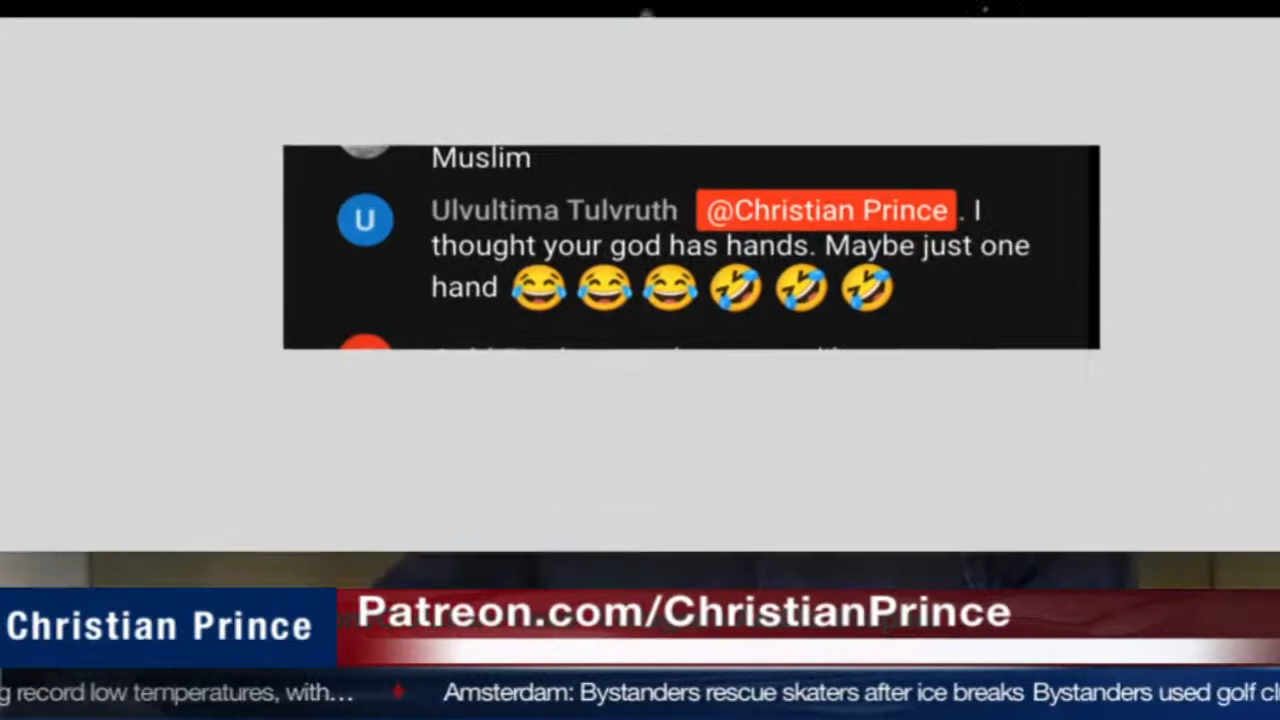 Muslim
Ulvultima Tulvruth @Christian Prince. I
thought your god has hands. Maybe just one
hand 😂😂😂🤣🤣🤣
Christian Prince
Patreon.com/ChristianPrince
g record low temperatures, with...
Amsterdam: Bystanders rescue skaters after ice breaks Bystanders used golf cl